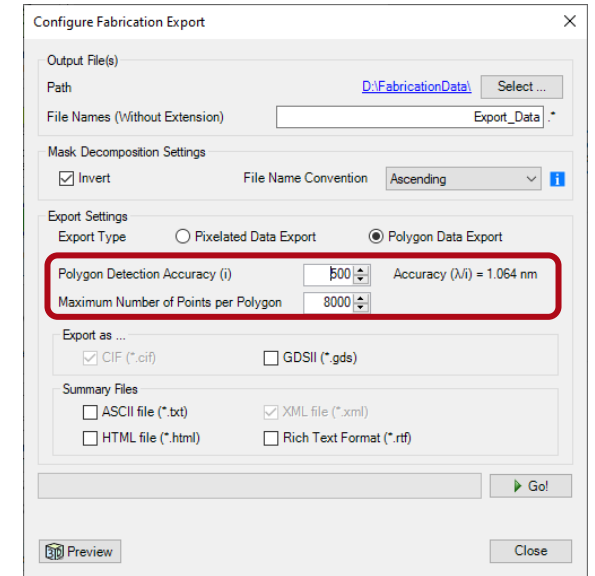 Configure Fabrication Export
Output File(s)
Path D:\FabricationData\ Select ...
File Names (Without Extension) Export_Data .*
Mask Decomposition Settings
Invert File Name Convention Ascending i
Export Settings
Export Type Pixelated Data Export Polygon Data Export
Polygon Detection Accuracy (i) 500 Accuracy (λ/i) = 1.064 nm
Maximum Number of Points per Polygon 8000
Export as ...
CIF (*.cif) GDSII (*.gds)
Summary Files
ASCII file (*.txt) XML file (*.xml)
HTML file (*.html) Rich Text Format (*.rtf)
Go!
3D Preview Close